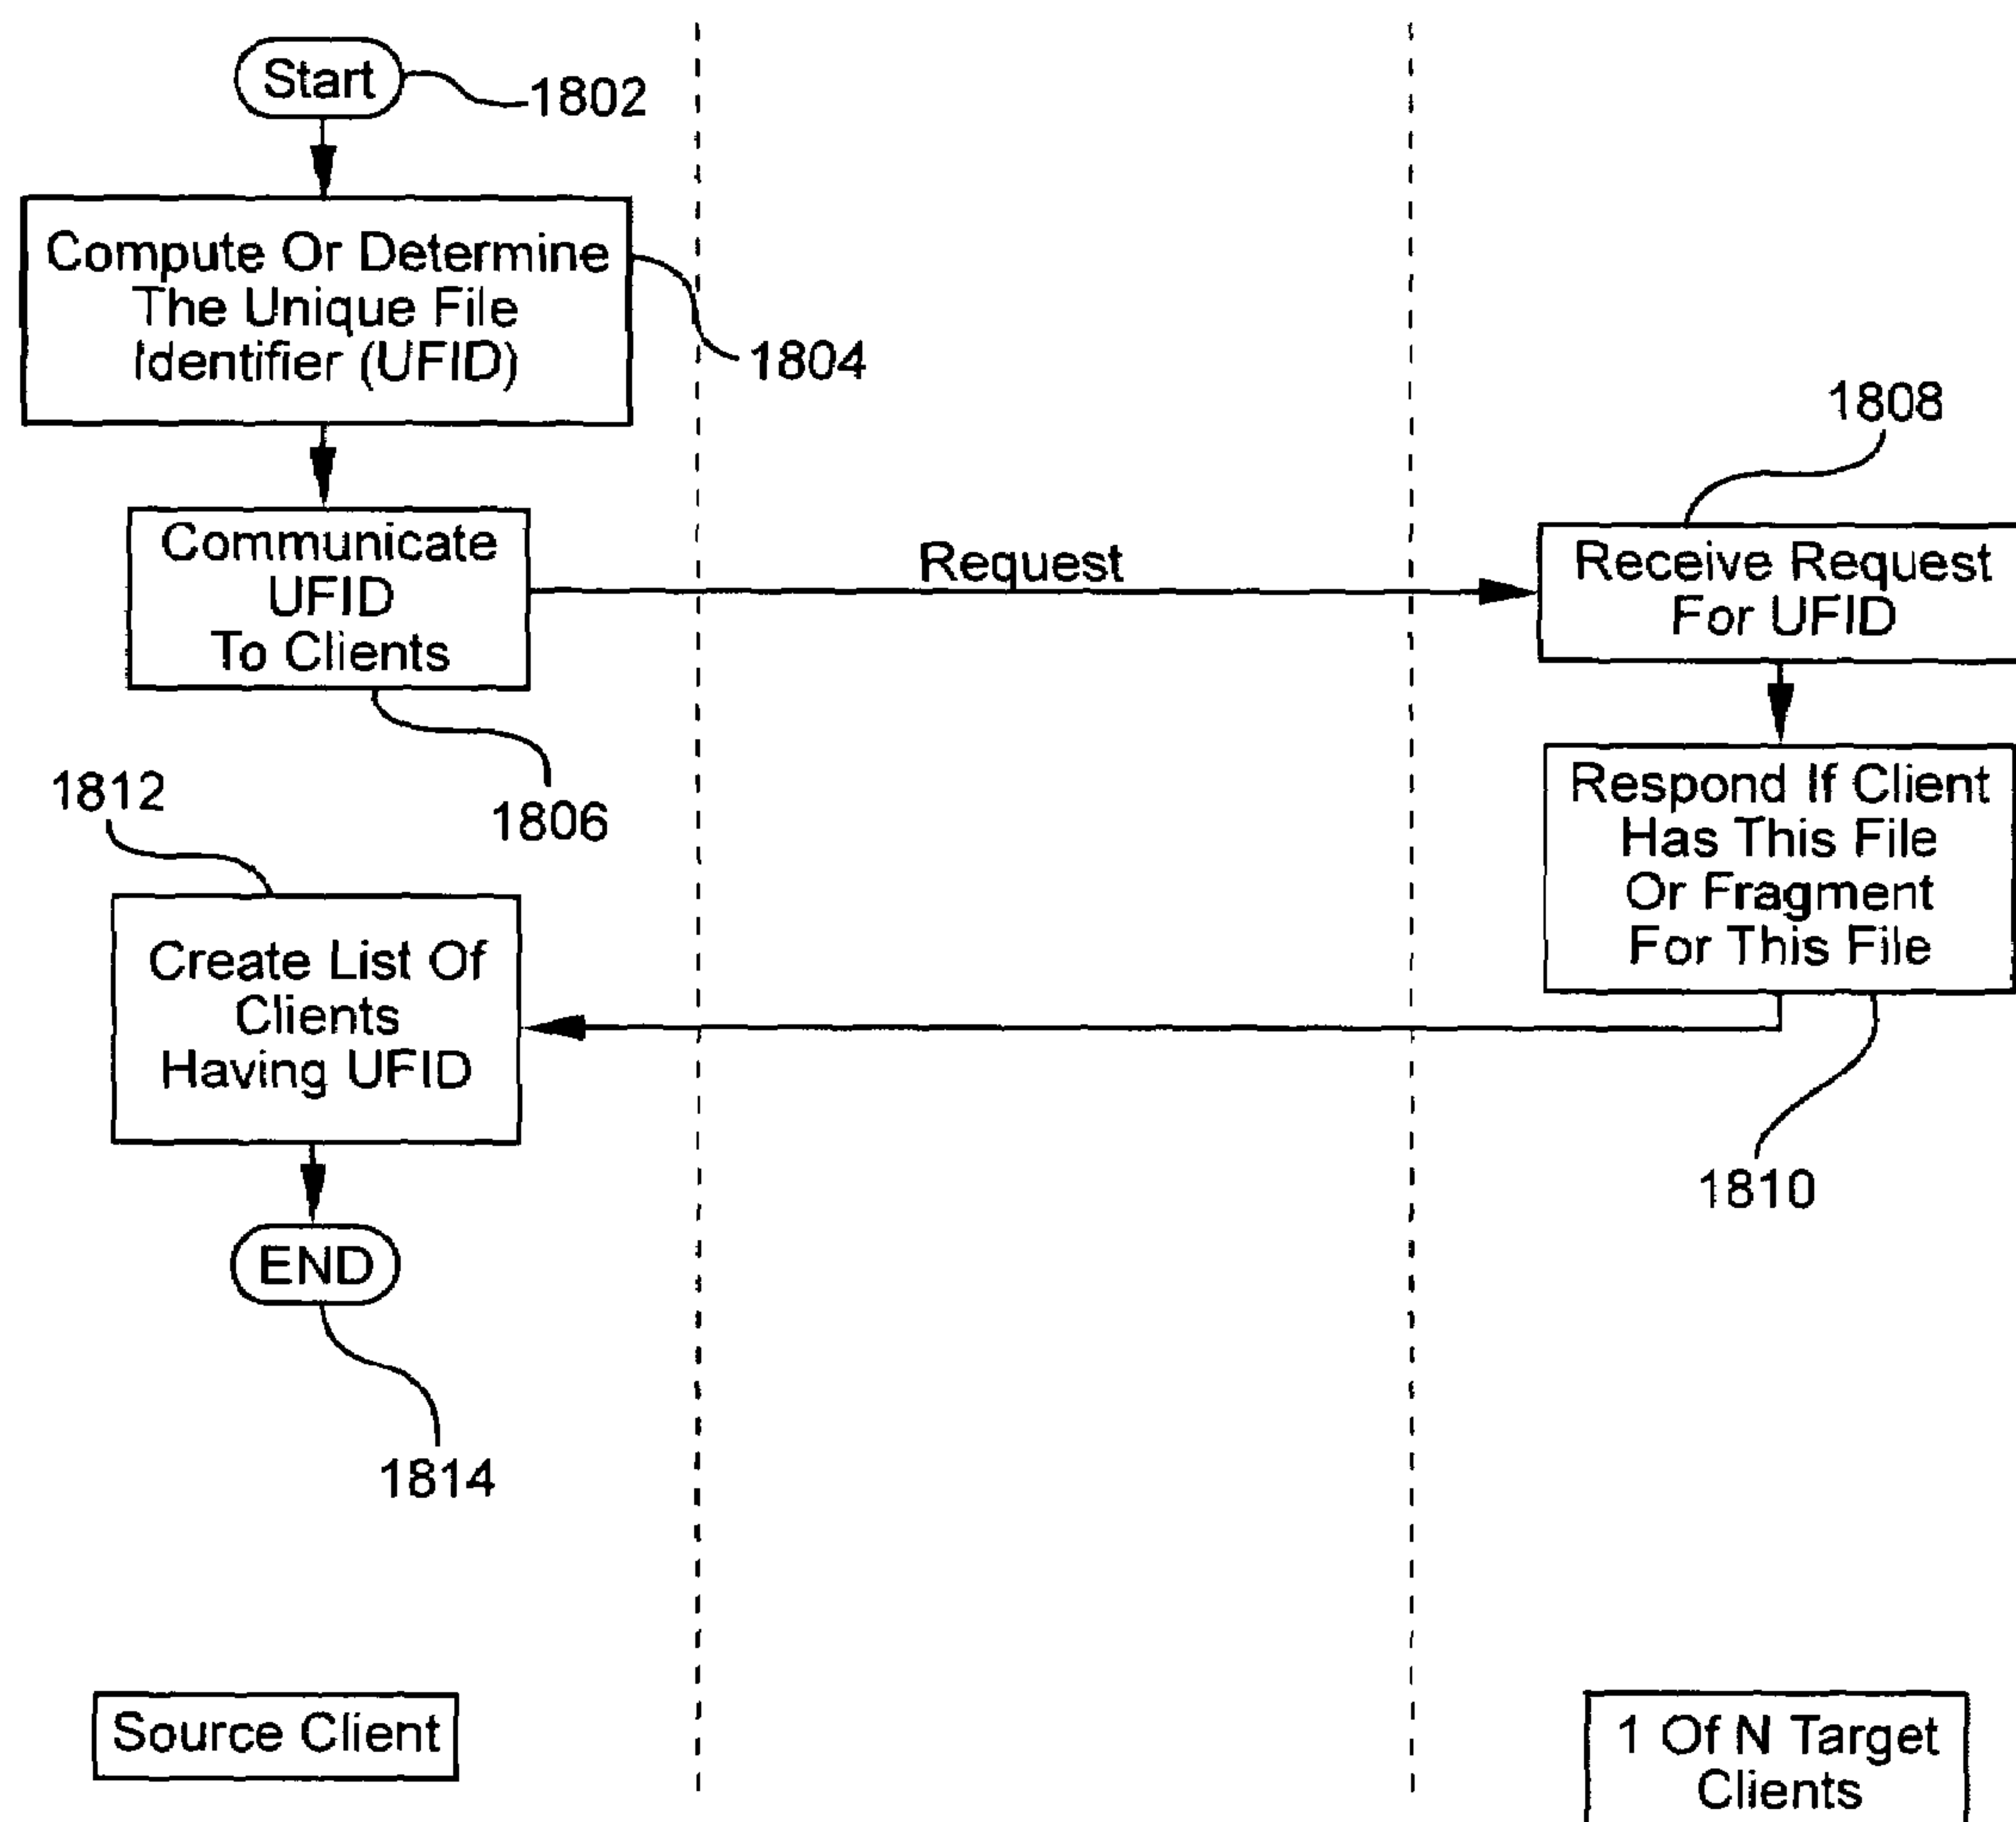 Start
1802
Compute Or Determine
The Unique File
Identifier (UFID)
1804
Communicate
UFID
To Clients
1806
Request
1808
Receive Request
For UFID
Respond If Client
Has This File
Or Fragment
For This File
1810
1812
Create List Of
Clients
Having UFID
END
1814
Source Client
1 Of N Target
Clients